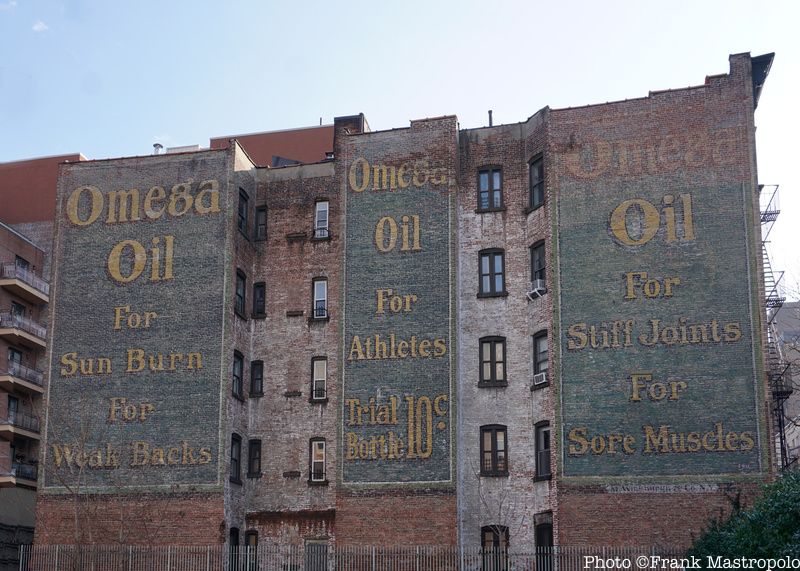 Omega
Oil
For
Sun Burn
For
Weak Backs
Omega
Oil
For
Athletes
Trial
Bottle 10¢
Omega
Oil
For
Stiff Joints
For
Sore Muscles
Photo ©Frank Mastropolo